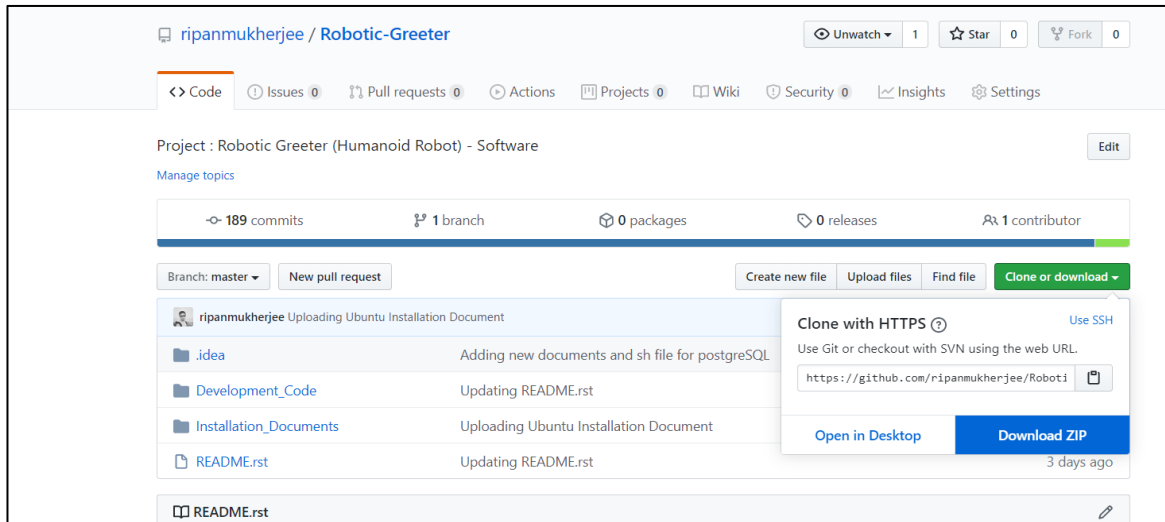 ripanmukherjee / Robotic-Greeter
Unwatch 1 Star 0 Fork 0
Code Issues 0 Pull requests 0 Actions Projects 0 Wiki Security 0 Insights Settings
Project : Robotic Greeter (Humanoid Robot) - Software Edit
Manage topics
189 commits 1 branch 0 packages 0 releases 1 contributor
Branch: master New pull request Create new file Upload files Find file Clone or download
ripanmukherjee Uploading Ubuntu Installation Document
Clone with HTTPS Use SSH
Use Git or checkout with SVN using the web URL.
https://github.com/ripanmukherjee/Roboti
Open in Desktop Download ZIP
.idea Adding new documents and sh file for postgreSQL
Development_Code Updating README.rst
Installation_Documents Uploading Ubuntu Installation Document
README.rst Updating README.rst 3 days ago
README.rst